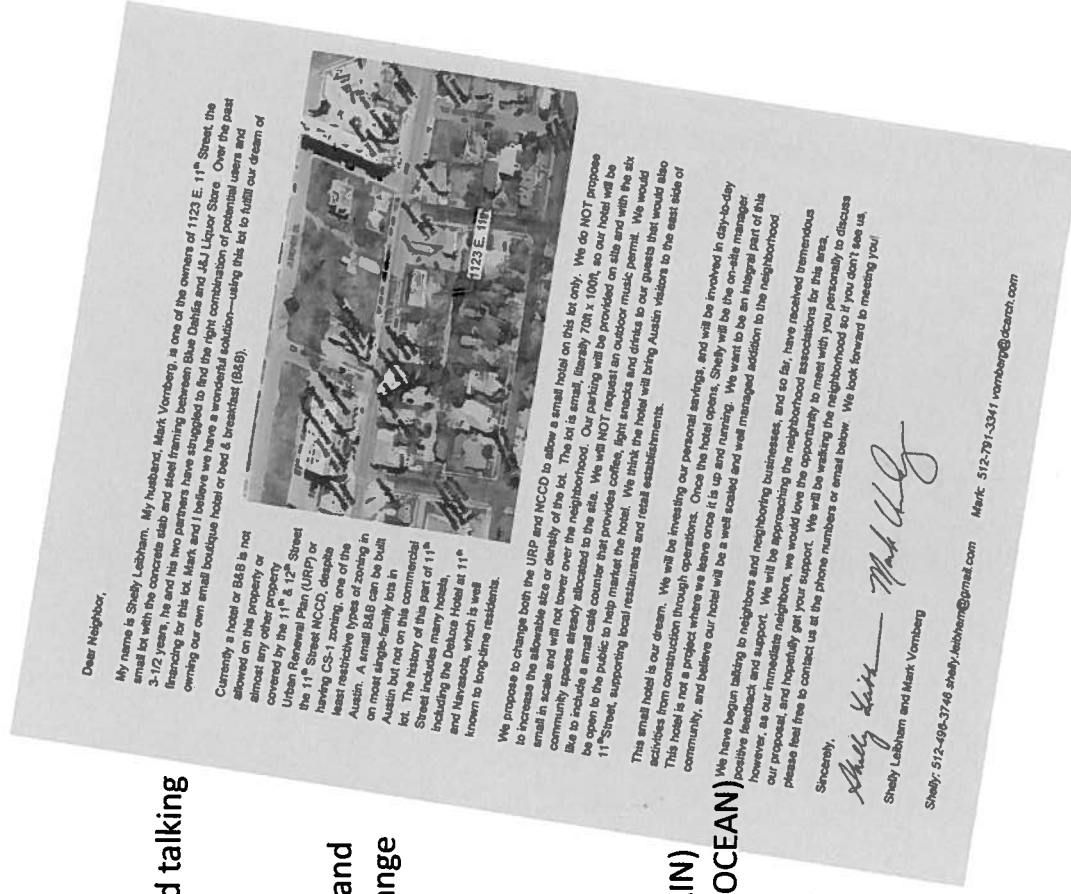 d talking
and
ange
IN)
OCEAN)
Dear Neighbor,
My name is Shelly Leibham. My husband, Mark Vornberg, is one of the owners of 1123 E. 11th Street, the
small lot with the concrete slab and steel framing between Blue Dahlia and J&J Liquor Store Over the past
3-1/2 years, he and his two partners have struggled to find the right combination of potential users and
financing for this lot. Mark and I believe we have a wonderful solution—using this lot to fulfill our dream of
owning our own small boutique hotel or bed & breakfast (B&B).
Currently a hotel or B&B is not
allowed on this property or
almost any other property
covered by the 11th & 12th Street
Urban Renewal Plan (URP) or
the 11th Street NCCD, despite
having CS-1 zoning, one of the
least restrictive types of zoning in
Austin. A small B&B can be built
on most single-family lots in
Austin but not on this commercial
lot. The history of this part of 11th
Street includes many hotels,
including the Deluxe Hotel at 11th
and Navasota, which is well
known to long-time residents.
1123 E. 11th
We propose to change both the URP and NCCD to allow a small hotel on this lot only. We do NOT propose
to increase the allowable size or density of the lot. The lot is small, literally 70ft x 100ft, so our hotel will be
small in scale and will not tower over the neighborhood. Our parking will be provided on site and with the six
community spaces already allocated to the site. We will NOT request an outdoor music permit. We would
like to include a small café counter that provides coffee, light snacks and drinks to our guests that would also
be open to the public to help market the hotel. We think the hotel will bring Austin visitors to the east side of
11th Street, supporting local restaurants and retail establishments.
This small hotel is our dream. We will be investing our personal savings, and will be involved in day-to-day
activities from construction through operations. Once the hotel opens, Shelly will be the on-site manager.
This hotel is not a project where we leave once it is up and running. We want to be an integral part of this
community, and believe our hotel will be a well scaled and well managed addition to the neighborhood
We have begun talking to neighbors and neighboring businesses, and so far, have received tremendous
positive feedback and support. We will be approaching the neighborhood associations for this area,
however, as our immediate neighbors, we would love the opportunity to meet with you personally to discuss
our proposal, and hopefully get your support. We will be walking the neighborhood so if you don't see us,
please feel free to contact us at the phone numbers or email below. We look forward to meeting you!
Sincerely,
Shelly Leibham and Mark Vornberg
Shelly: 512-496-3746 shelly.leibham@gmail.com Mark: 512-791-3341 vornberg@dcarch.com